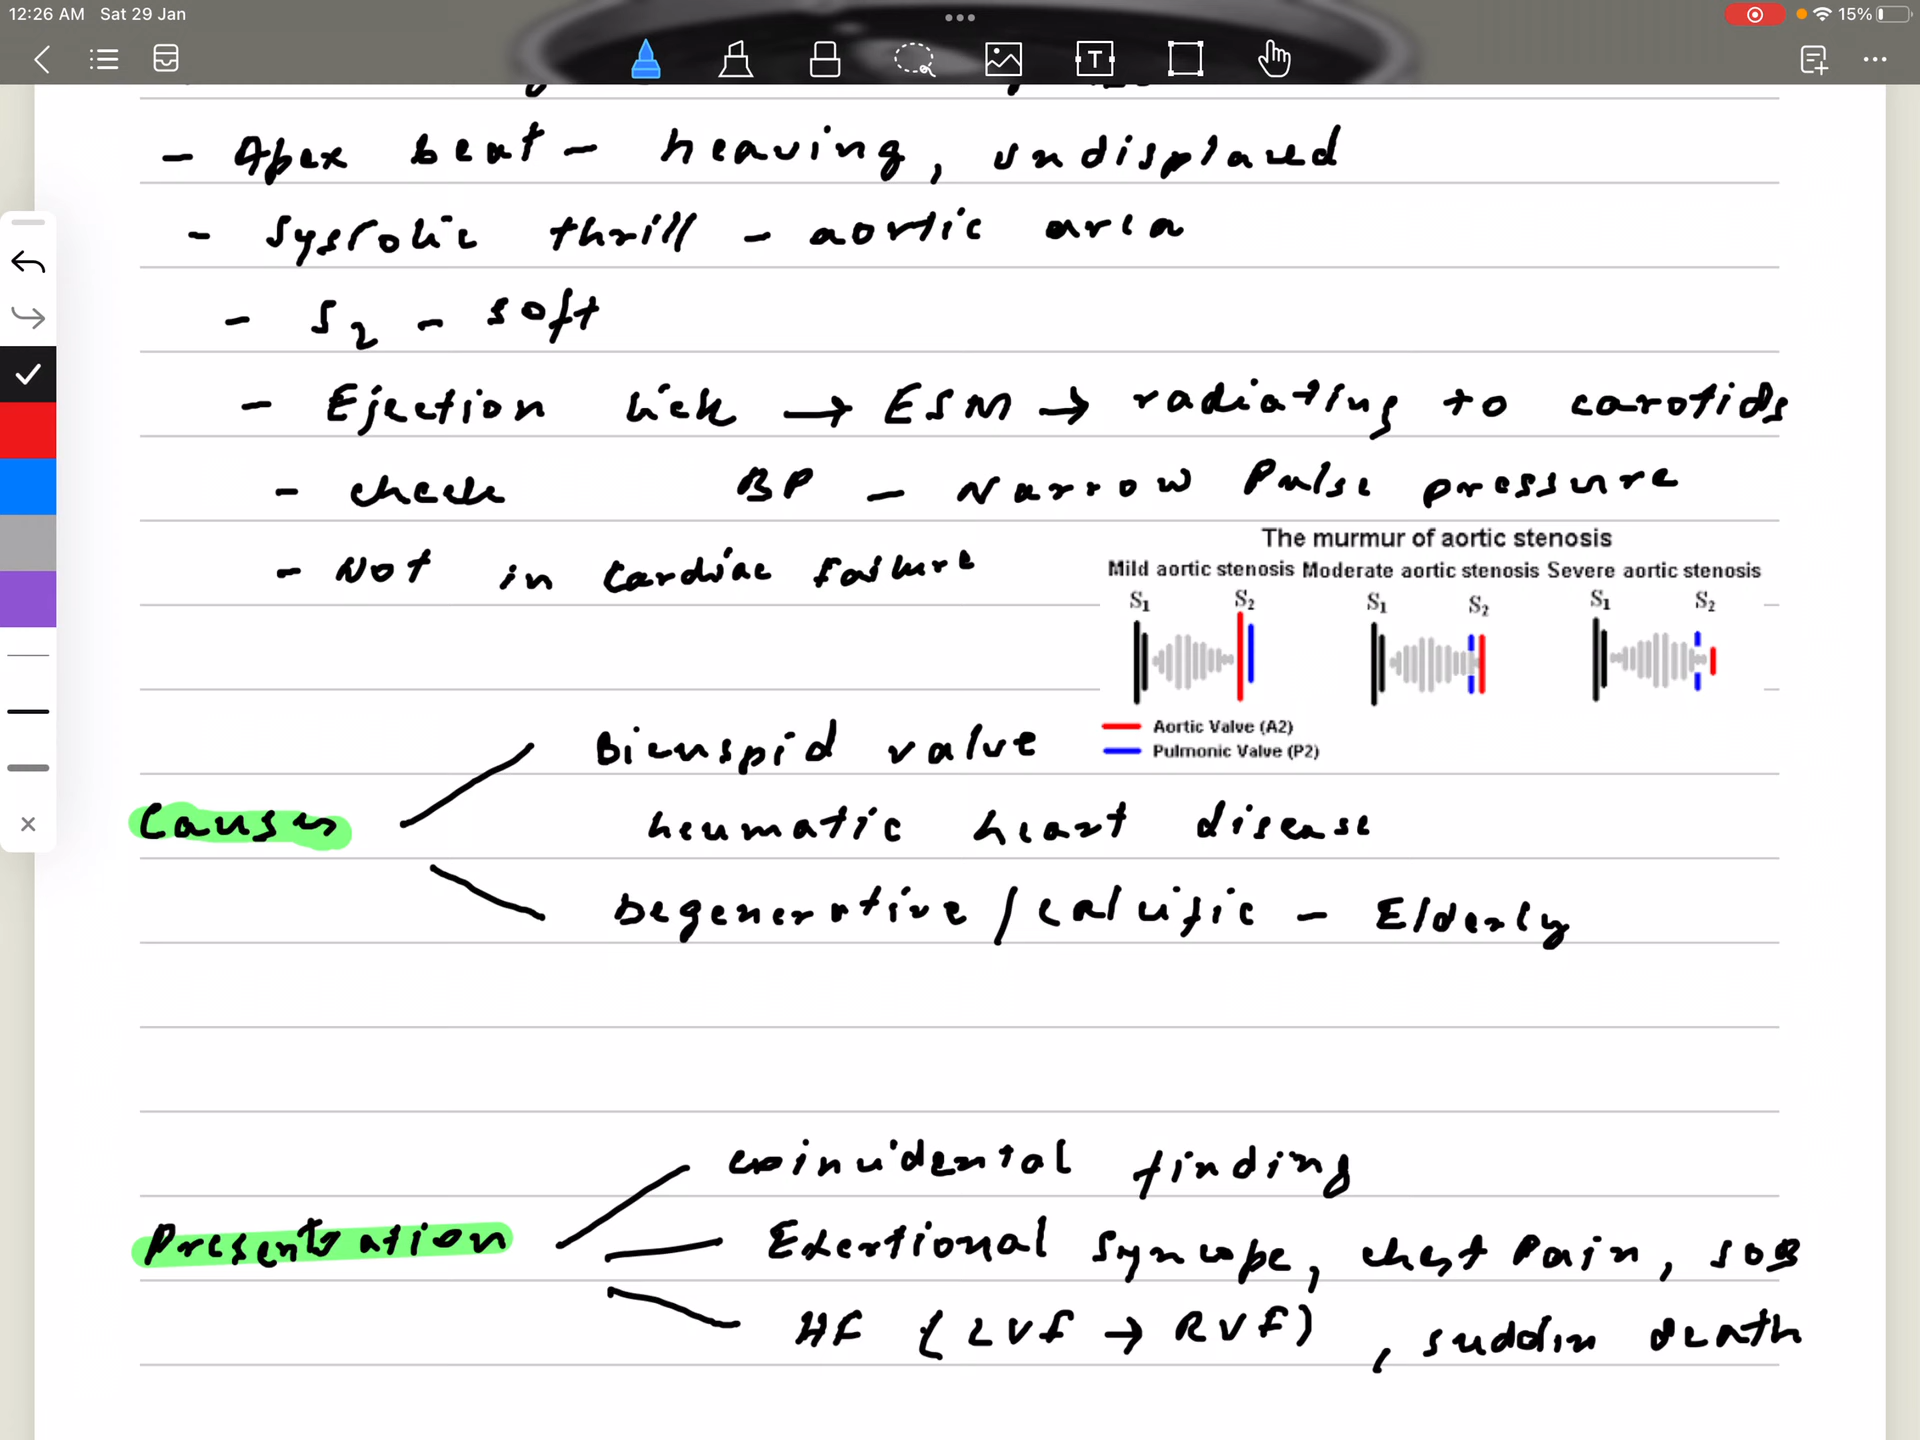 12:26 AM Sat 29 Jan
15%
- Apex beat - heaving, undisplaced
- Systolic thrill - aortic area
- S2 - soft
- Ejection click → ESM → radiating to carotids
- check BP - Narrow Pulse pressure
- Not in cardiac failure
The murmur of aortic stenosis
Mild aortic stenosis Moderate aortic stenosis Severe aortic stenosis
S1 S2 S1 S2 S1 S2
Aortic Valve (A2)
Pulmonic Valve (P2)
Bicuspid valve
Causes heumatic heart disease
Degenerative / calcific - Elderly
coincidental finding
Presentation Exertional syncope, chest Pain, SOB
HF (LVF → RVF), sudden death